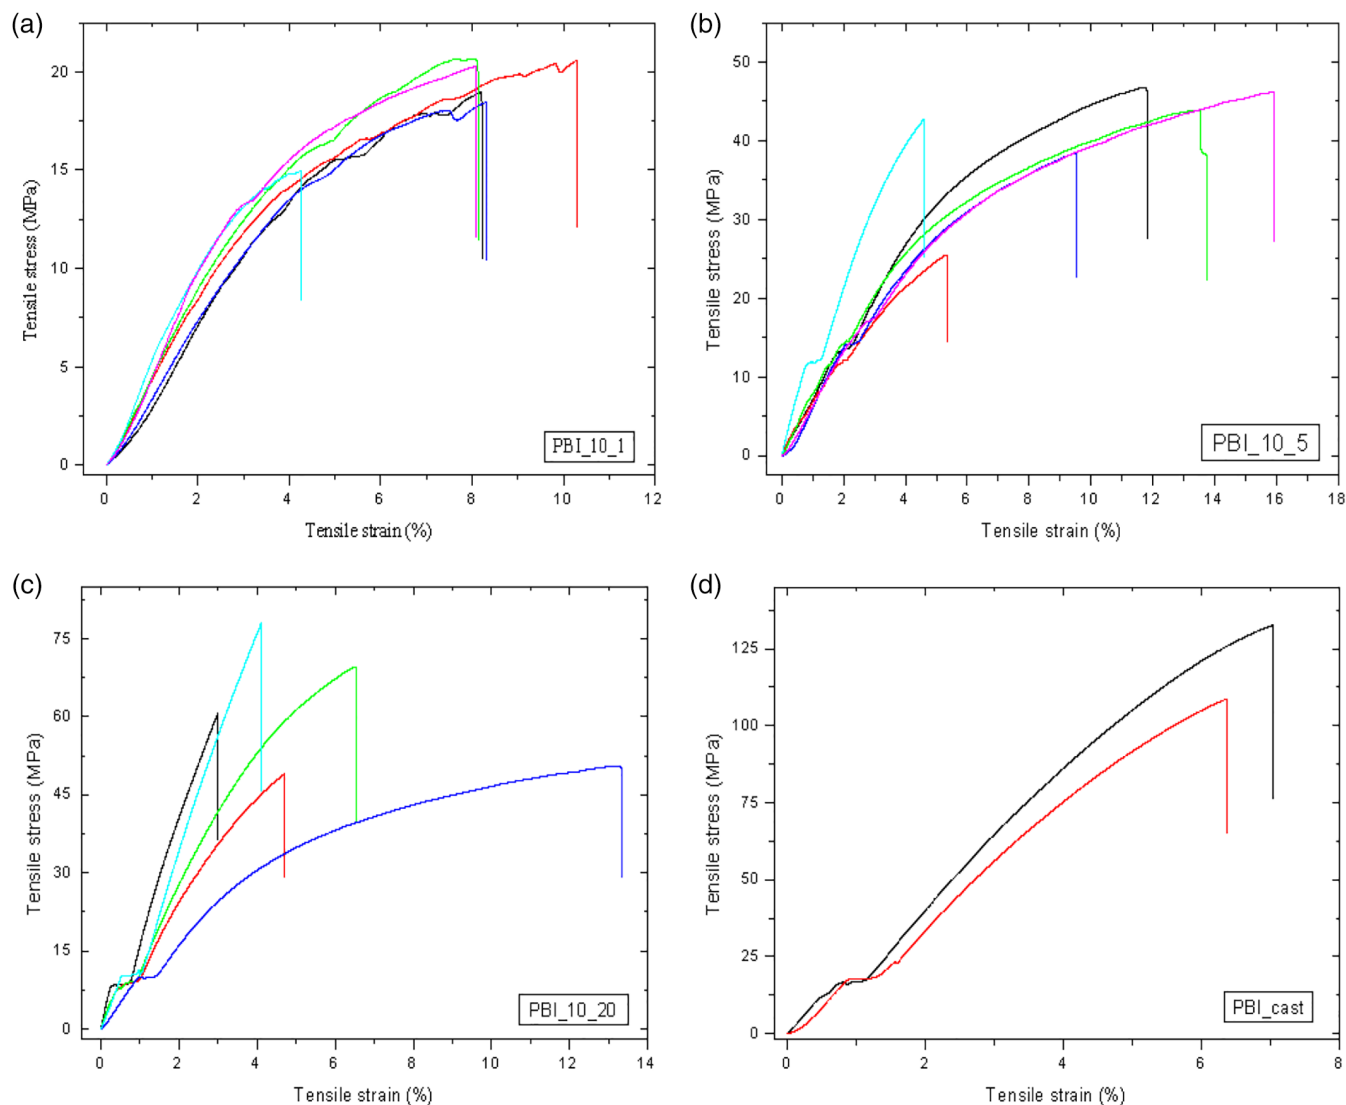 (a)
20
15
10
5
0
Tensile stress (MPa)
PBI_10_1
0 2 4 6 8 10 12
Tensile strain (%)
(b)
50
40
30
20
10
0
Tensile stress (MPa)
PBI_10_5
0 2 4 6 8 10 12 14 16 18
Tensile strain (%)
(c)
75
60
45
30
15
0
Tensile stress (MPa)
PBI_10_20
0 2 4 6 8 10 12 14
Tensile strain (%)
(d)
125
100
75
50
25
0
Tensile stress (MPa)
PBI_cast
0 2 4 6 8
Tensile strain (%)